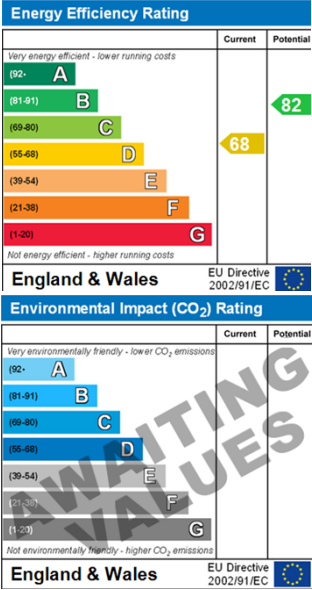 Energy Efficiency Rating
Current Potential
Very energy efficient - lower running costs
(92- A
(81-91) B
82
(69-80) C
68
(55-68) D
(39-54) E
(21-38) F
(1-20) G
Not energy efficient - higher running costs
England & Wales
EU Directive
2002/91/EC
Environmental Impact (CO₂) Rating
Current Potential
Very environmentally friendly - lower CO₂ emissions
(92- A
(81-91) B
(69-80) C
(55-68) D
(39-54) E
(21-38) F
(1-20) G
AWAITING
VALUES
Not environmentally friendly - higher CO₂ emissions
England & Wales
EU Directive
2002/91/EC